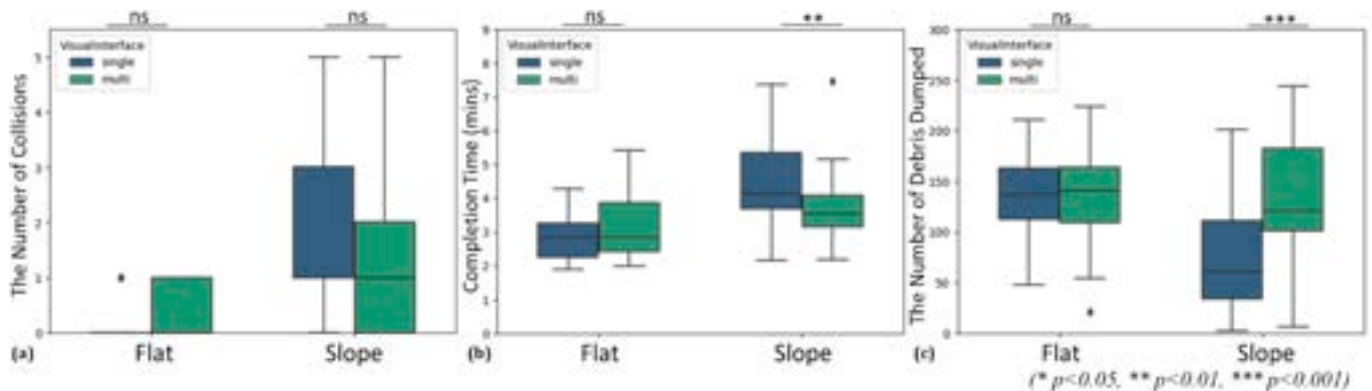 ns
ns
VisualInterface
single
multi
The Number of Collisions
5
4
3
2
1
0
(a)
Flat
Slope
ns
**
VisualInterface
single
multi
Completion Time (mins)
9
8
7
6
5
4
3
2
1
0
(b)
Flat
Slope
ns
***
VisualInterface
single
multi
The Number of Debris Dumped
300
250
200
150
100
50
0
(c)
Flat
Slope
(* p<0.05, ** p<0.01, *** p<0.001)